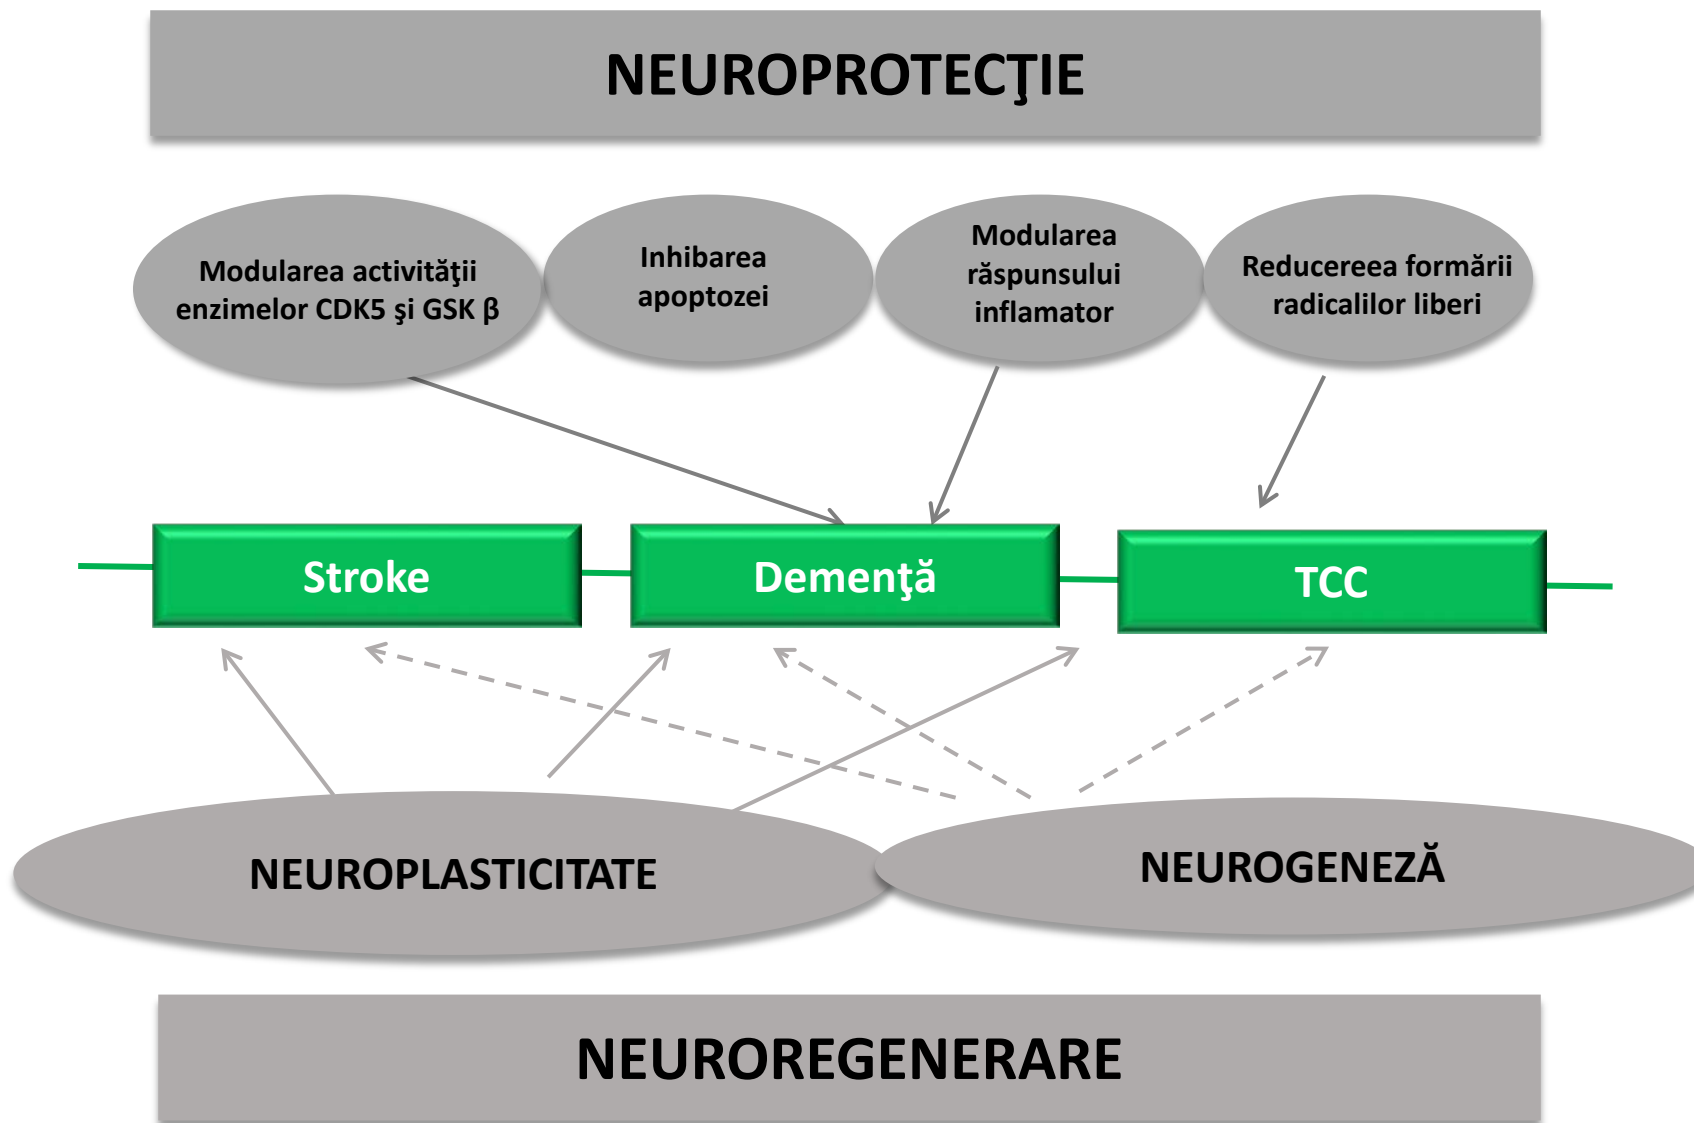 NEUROPROTECŢIE
Modularea activităţii
enzimelor CDK5 şi GSK β
Inhibarea
apoptozei
Modularea
răspunsului
inflamator
Reducereea formării
radicalilor liberi
Stroke
Demenţă
TCC
NEUROPLASTICITATE
NEUROGENEZĂ
NEUROREGENERARE